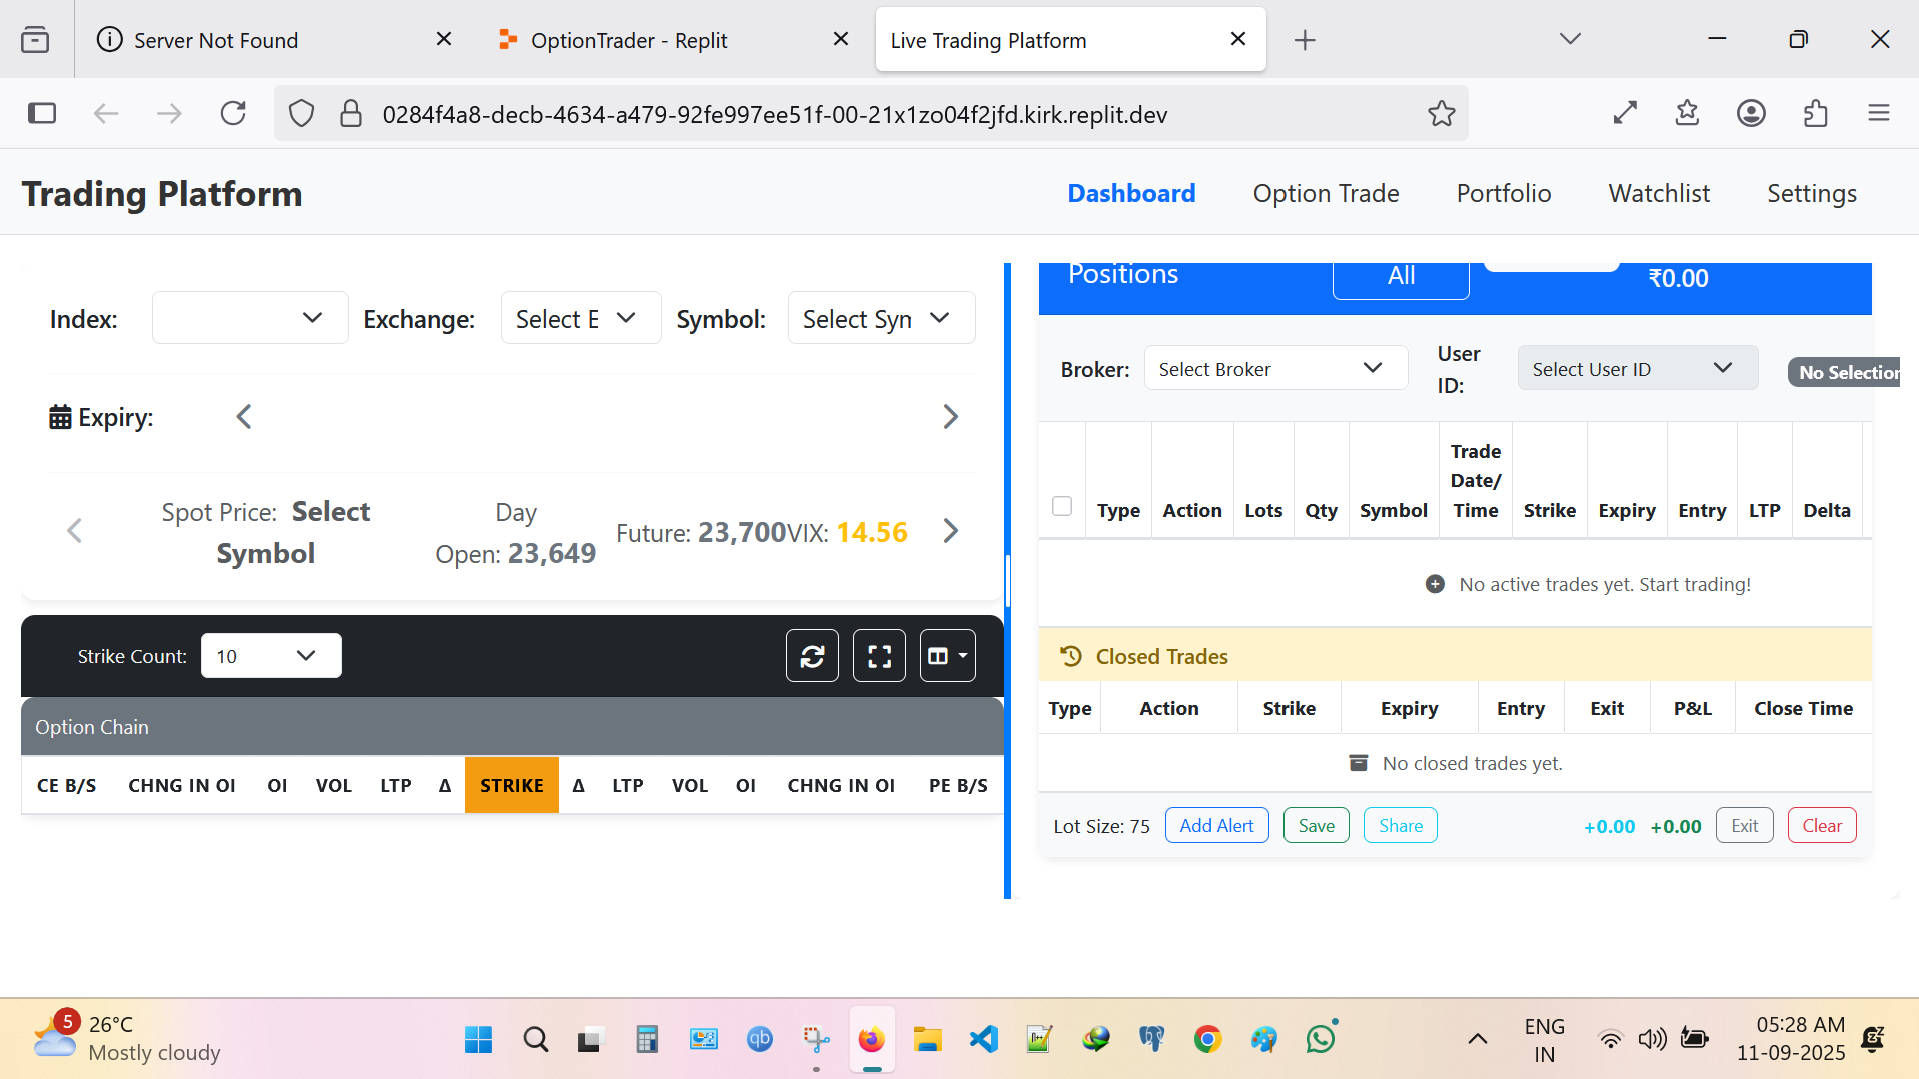 Server Not Found
OptionTrader - Replit
Live Trading Platform
0284f4a8-decb-4634-a479-92fe997ee51f-00-21x1zo04f2jfd.kirk.replit.dev
Trading Platform
Dashboard
Option Trade
Portfolio
Watchlist
Settings
Index:
Exchange:
Select E
Symbol:
Select Syn
Expiry:
Spot Price: Select
Symbol
Day
Open: 23,649
Future: 23,700VIX: 14.56
Strike Count:
10
Option Chain
CE B/S CHNG IN OI OI VOL LTP Δ STRIKE Δ LTP VOL OI CHNG IN OI PE B/S
Positions
All
₹0.00
Broker:
Select Broker
User
ID:
Select User ID
No Selection
Type Action Lots Qty Symbol
Trade
Date/
Time
Strike Expiry Entry LTP Delta
No active trades yet. Start trading!
Closed Trades
Type Action Strike Expiry Entry Exit P&L Close Time
No closed trades yet.
Lot Size: 75 Add Alert Save Share +0.00 +0.00 Exit Clear
5
26°C
Mostly cloudy
qb
ENG
IN
05:28 AM
11-09-2025